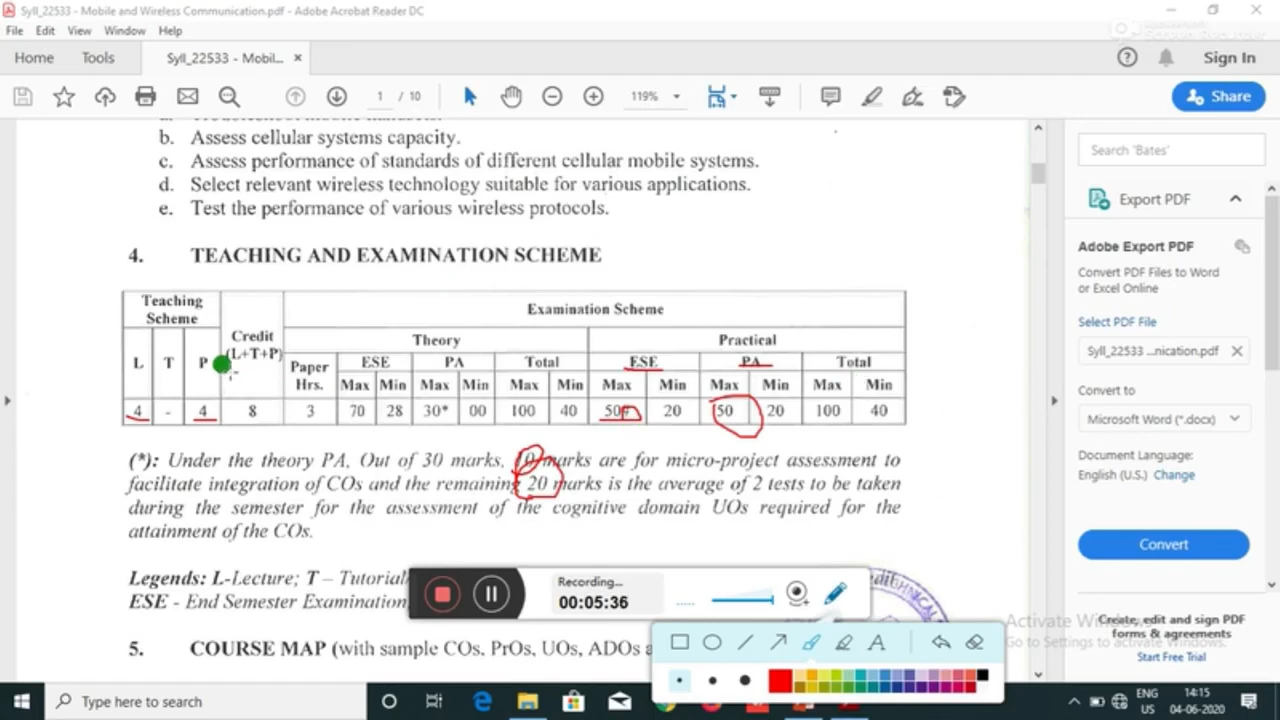 Syll_22533 - Mobile and Wireless Communication.pdf - Adobe Acrobat Reader DC
File Edit View Window Help
Home Tools Syll_22533 - Mobil... × Sign In
1 / 10 119% Share
b. Assess cellular systems capacity.
c. Assess performance of standards of different cellular mobile systems.
d. Select relevant wireless technology suitable for various applications.
e. Test the performance of various wireless protocols.
4. TEACHING AND EXAMINATION SCHEME
Teaching Scheme
Credit (L+T+P)
Examination Scheme
L T P
Theory Practical
Paper Hrs.
ESE PA Total ESE PA Total
Max Min Max Min Max Min Max Min Max Min Max Min
4 - 4 8 3 70 28 30* 00 100 40 50# 20 50 20 100 40
(*): Under the theory PA, Out of 30 marks, 10 marks are for micro-project assessment to
facilitate integration of COs and the remaining 20 marks is the average of 2 tests to be taken
during the semester for the assessment of the cognitive domain UOs required for the
attainment of the COs.
Legends: L-Lecture; T – Tutorial
ESE - End Semester Examination
5. COURSE MAP (with sample COs, PrOs, UOs, ADOs
Search 'Bates'
Export PDF
Adobe Export PDF
Convert PDF Files to Word
or Excel Online
Select PDF File
Syll_22533 ...nication.pdf ×
Convert to
Microsoft Word (*.docx)
Document Language:
English (U.S.) Change
Convert
Create, edit and sign PDF
forms & agreements
Start Free Trial
Activate Windows
Go to Settings to activate Windows.
Recording...
00:05:36
A
Type here to search
ENG
US
14:15
04-06-2020